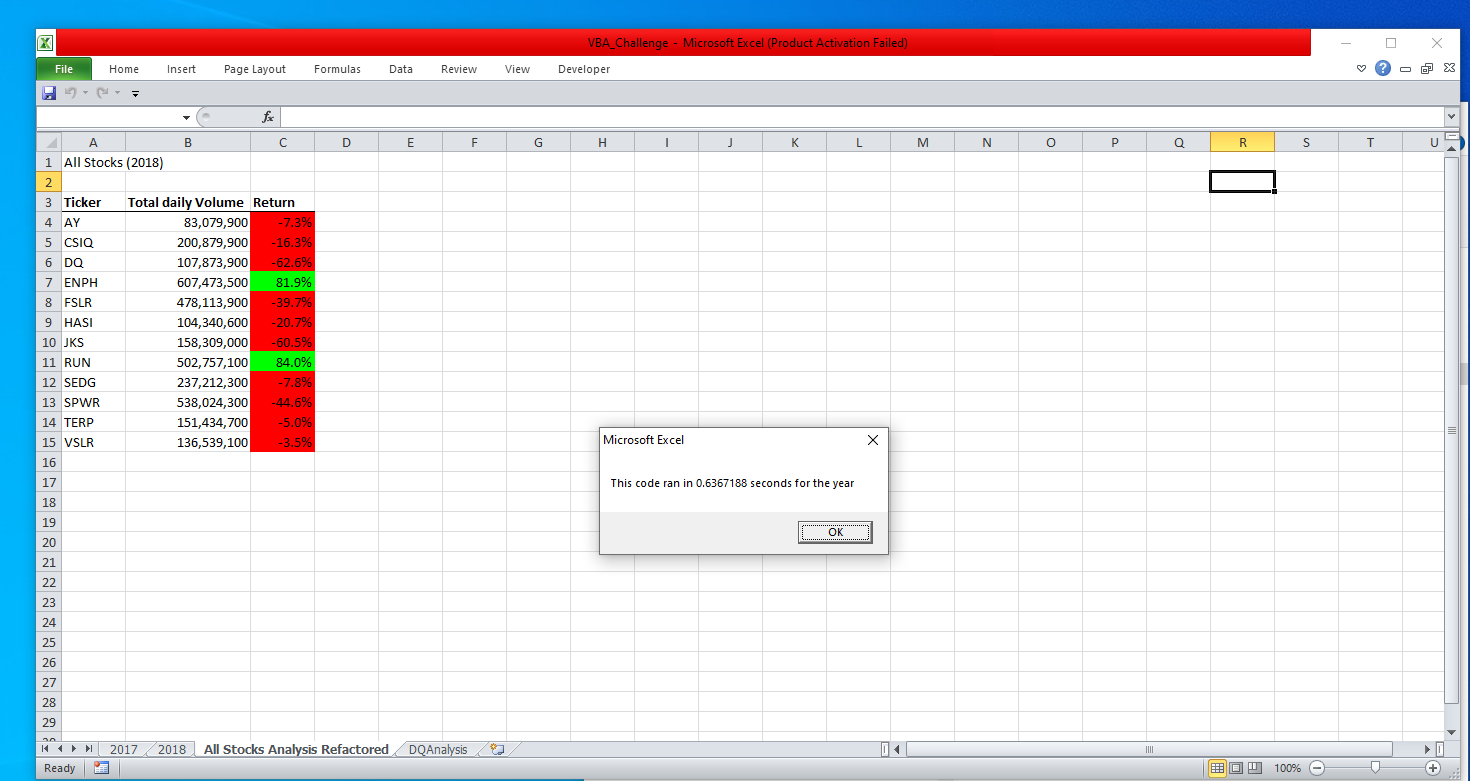 VBA_Challenge - Microsoft Excel (Product Activation Failed)
File Home Insert Page Layout Formulas Data Review View Developer
fx
A B C D E F G H I J K L M N O P Q R S T U
1 All Stocks (2018)
2
3 Ticker Total daily Volume Return
4 AY 83,079,900 -7.3%
5 CSIQ 200,879,900 -16.3%
6 DQ 107,873,900 -62.6%
7 ENPH 607,473,500 81.9%
8 FSLR 478,113,900 -39.7%
9 HASI 104,340,600 -20.7%
10 JKS 158,309,000 -60.5%
11 RUN 502,757,100 84.0%
12 SEDG 237,212,300 -7.8%
13 SPWR 538,024,300 -44.6%
14 TERP 151,434,700 -5.0%
15 VSLR 136,539,100 -3.5%
16
17
18
19
20
21
22
23
24
25
26
27
28
29
Microsoft Excel
This code ran in 0.6367188 seconds for the year
OK
2017 2018 All Stocks Analysis Refactored DQAnalysis
Ready 100%